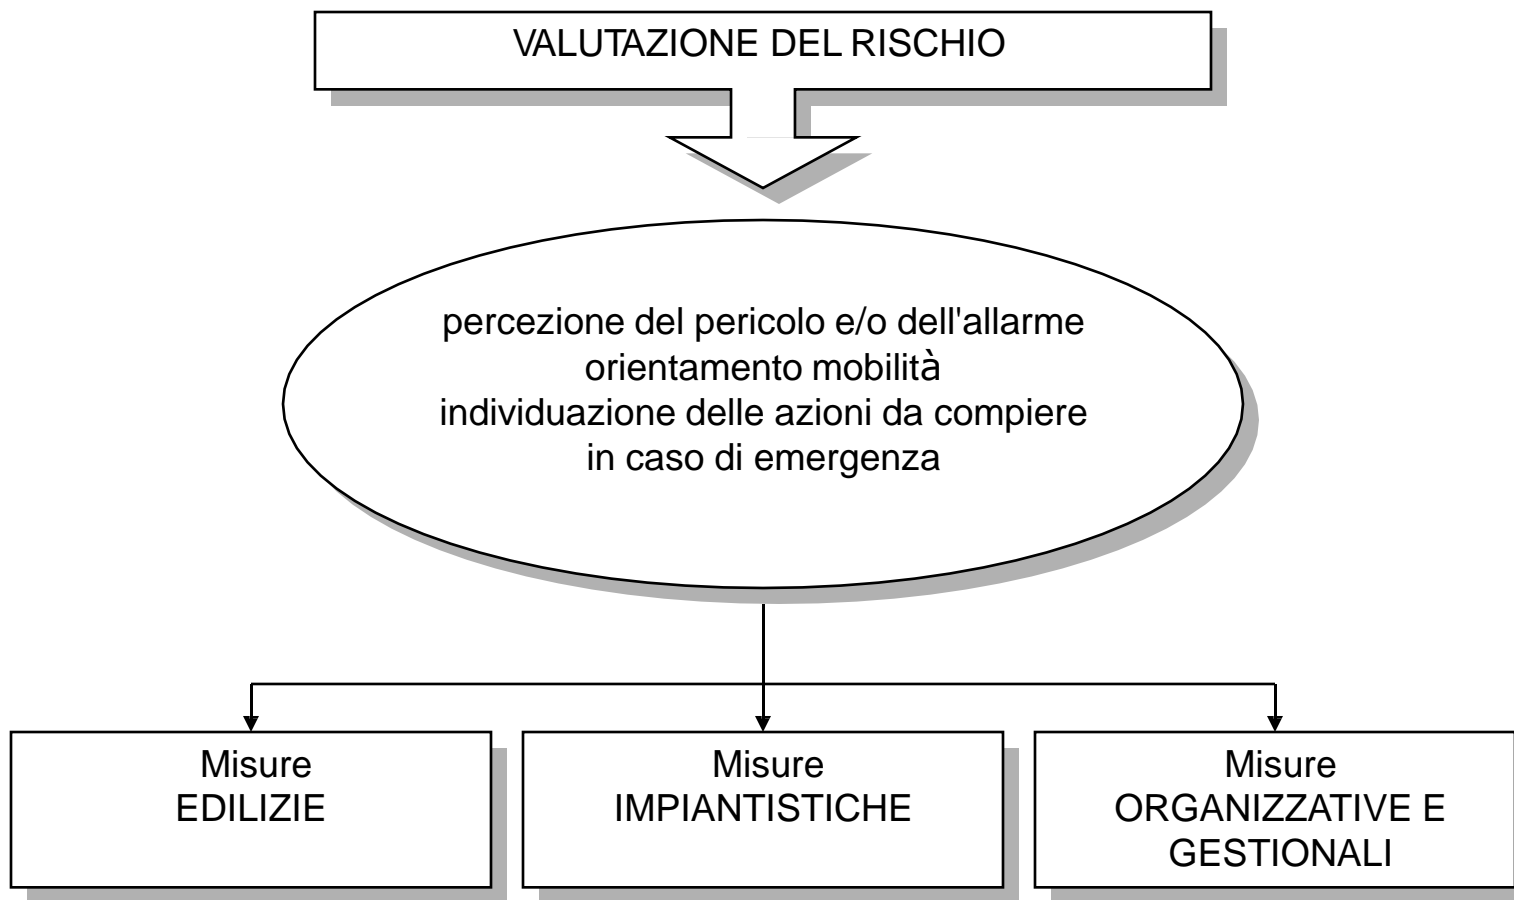 VALUTAZIONE DEL RISCHIO
percezione del pericolo e/o dell'allarme
orientamento mobilità
individuazione delle azioni da compiere
in caso di emergenza
Misure
EDILIZIE
Misure
IMPIANTISTICHE
Misure
ORGANIZZATIVE E
GESTIONALI